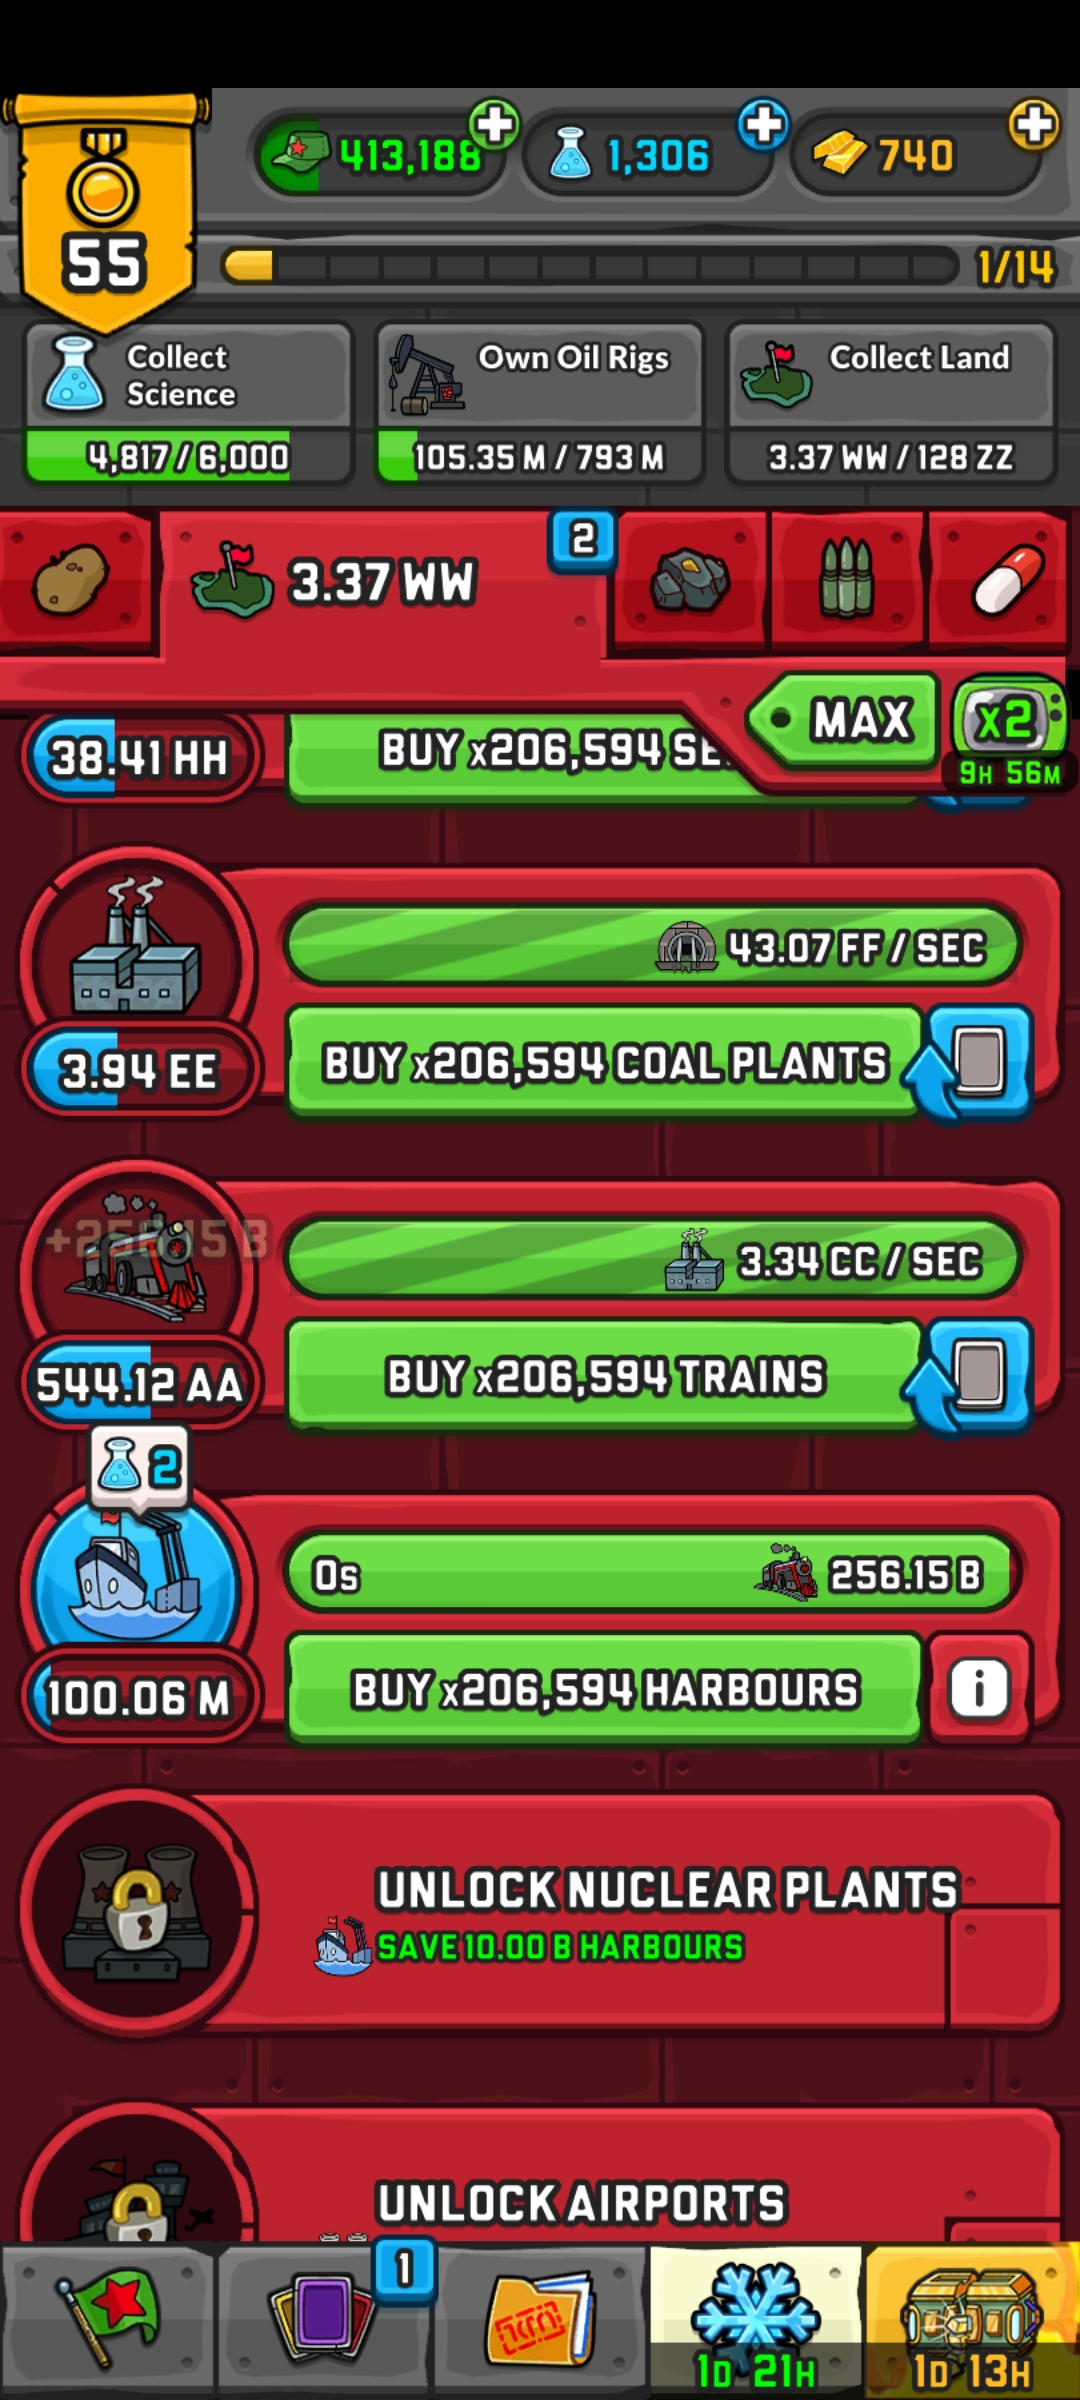 413,188
1,306
740
55
1/14
Collect Science
4,817 / 6,000
Own Oil Rigs
105.35 M / 793 M
Collect Land
3.37 WW / 128 ZZ
3.37 WW
2
MAX
x2
9H 56M
38.41 HH
BUY x206,594 SE
43.07 FF / SEC
3.94 EE
BUY x206,594 COAL PLANTS
+256.15 B
3.34 CC / SEC
544.12 AA
BUY x206,594 TRAINS
2
0s
256.15 B
100.06 M
BUY x206,594 HARBOURS
i
UNLOCK NUCLEAR PLANTS
SAVE 10.00 B HARBOURS
UNLOCK AIRPORTS
1
1D 21H
1D 13H